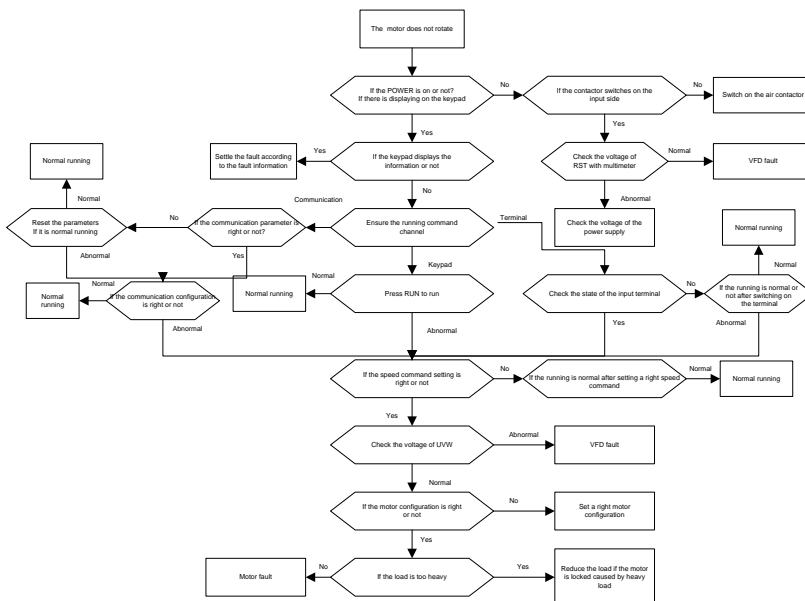 The motor does not rotate
If the POWER is on or not?
If there is displaying on the keypad
No
If the contactor switches on the
input side
No
Switch on the air contactor
Yes
Yes
Settle the fault according
to the fault information
Yes
If the keypad displays the
information or not
Check the voltage of
RST with multimeter
Normal
VFD fault
Normal running
Normal
No
Abnormal
Communication
Reset the parameters
If it is normal running
No
If the communication parameter is
right or not?
Ensure the running command
channel
Terminal
Check the voltage of the
power supply
Normal running
Abnormal
Yes
Keypad
Normal
Normal
running
Normal
If the communication configuration
is right or not
Normal running
Normal
Press RUN to run
Check the state of the input terminal
No
If the running is normal or
not after switching on
the terminal
Abnormal
Abnormal
Yes
Abnormal
If the speed command setting is
right or not
No
If the running is normal after setting a right speed
command
Normal
Normal running
Yes
Check the voltage of UVW
Abnormal
VFD fault
Normal
If the motor configuration is right
or not
No
Set a right motor
configuration
Yes
Motor fault
No
If the load is too heavy
Yes
Reduce the load if the motor
is locked caused by heavy
load